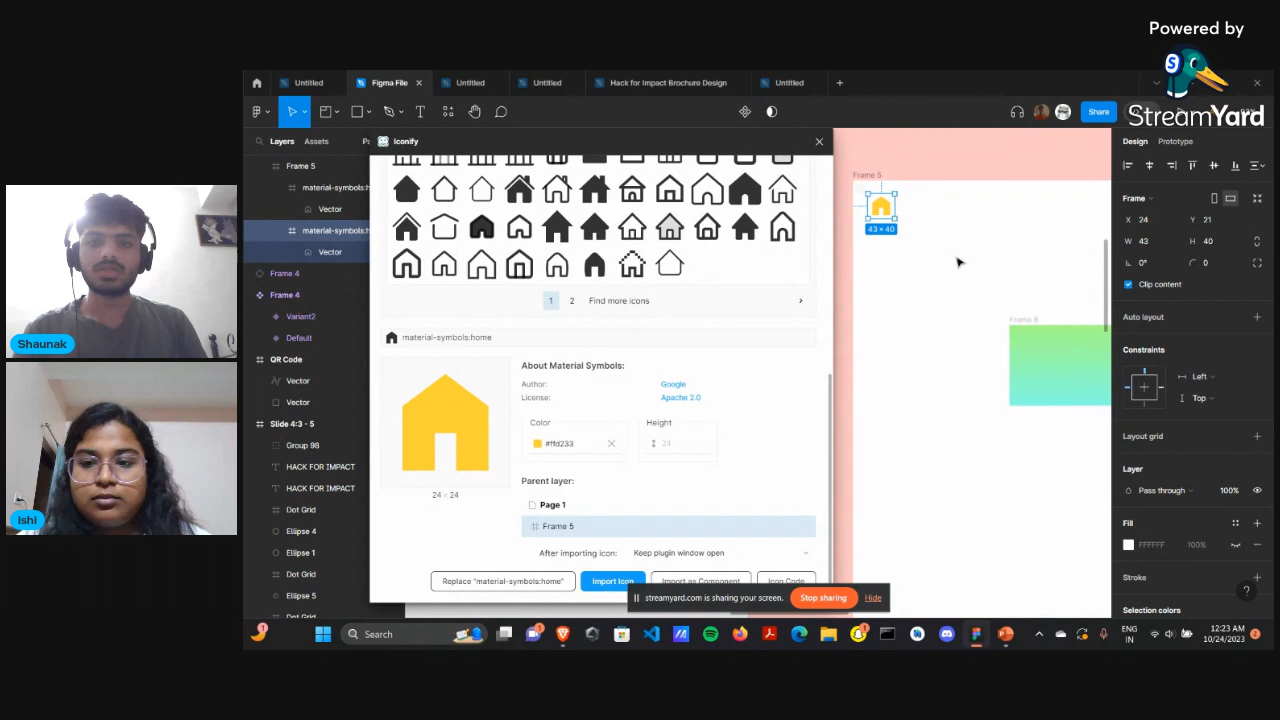 Powered by
StreamYard
Untitled
Figma File
Untitled
Untitled
Hack for Impact Brochure Design
Untitled
Share
Layers
Assets
Iconify
Design
Prototype
Frame 5
material-symbols:h
Vector
material-symbols:h
Vector
Frame 4
Frame 4
Variant2
Default
QR Code
Vector
Vector
Slide 4:3 - 5
Group 98
HACK FOR IMPACT
HACK FOR IMPACT
Dot Grid
Ellipse 4
Ellipse 1
Dot Grid
Ellipse 5
Dot Grid
1
2
Find more icons
material-symbols:home
24 × 24
About Material Symbols:
Author:
Google
License:
Apache 2.0
Color
#ffd233
Height
24
Parent layer:
Page 1
Frame 5
After importing icon:
Keep plugin window open
Replace "material-symbols:home"
Import Icon
Import as Component
Icon Code
Frame 5
43 × 40
Frame 6
Frame
X 24
Y 21
W 43
H 40
0°
0
Clip content
Auto layout
Constraints
Left
Top
Layout grid
Layer
Pass through
100%
Fill
FFFFFF
100%
Stroke
Selection colors
?
streamyard.com is sharing your screen.
Stop sharing
Hide
Shaunak
Ishi
Search
ENG
IN
12:23 AM
10/24/2023